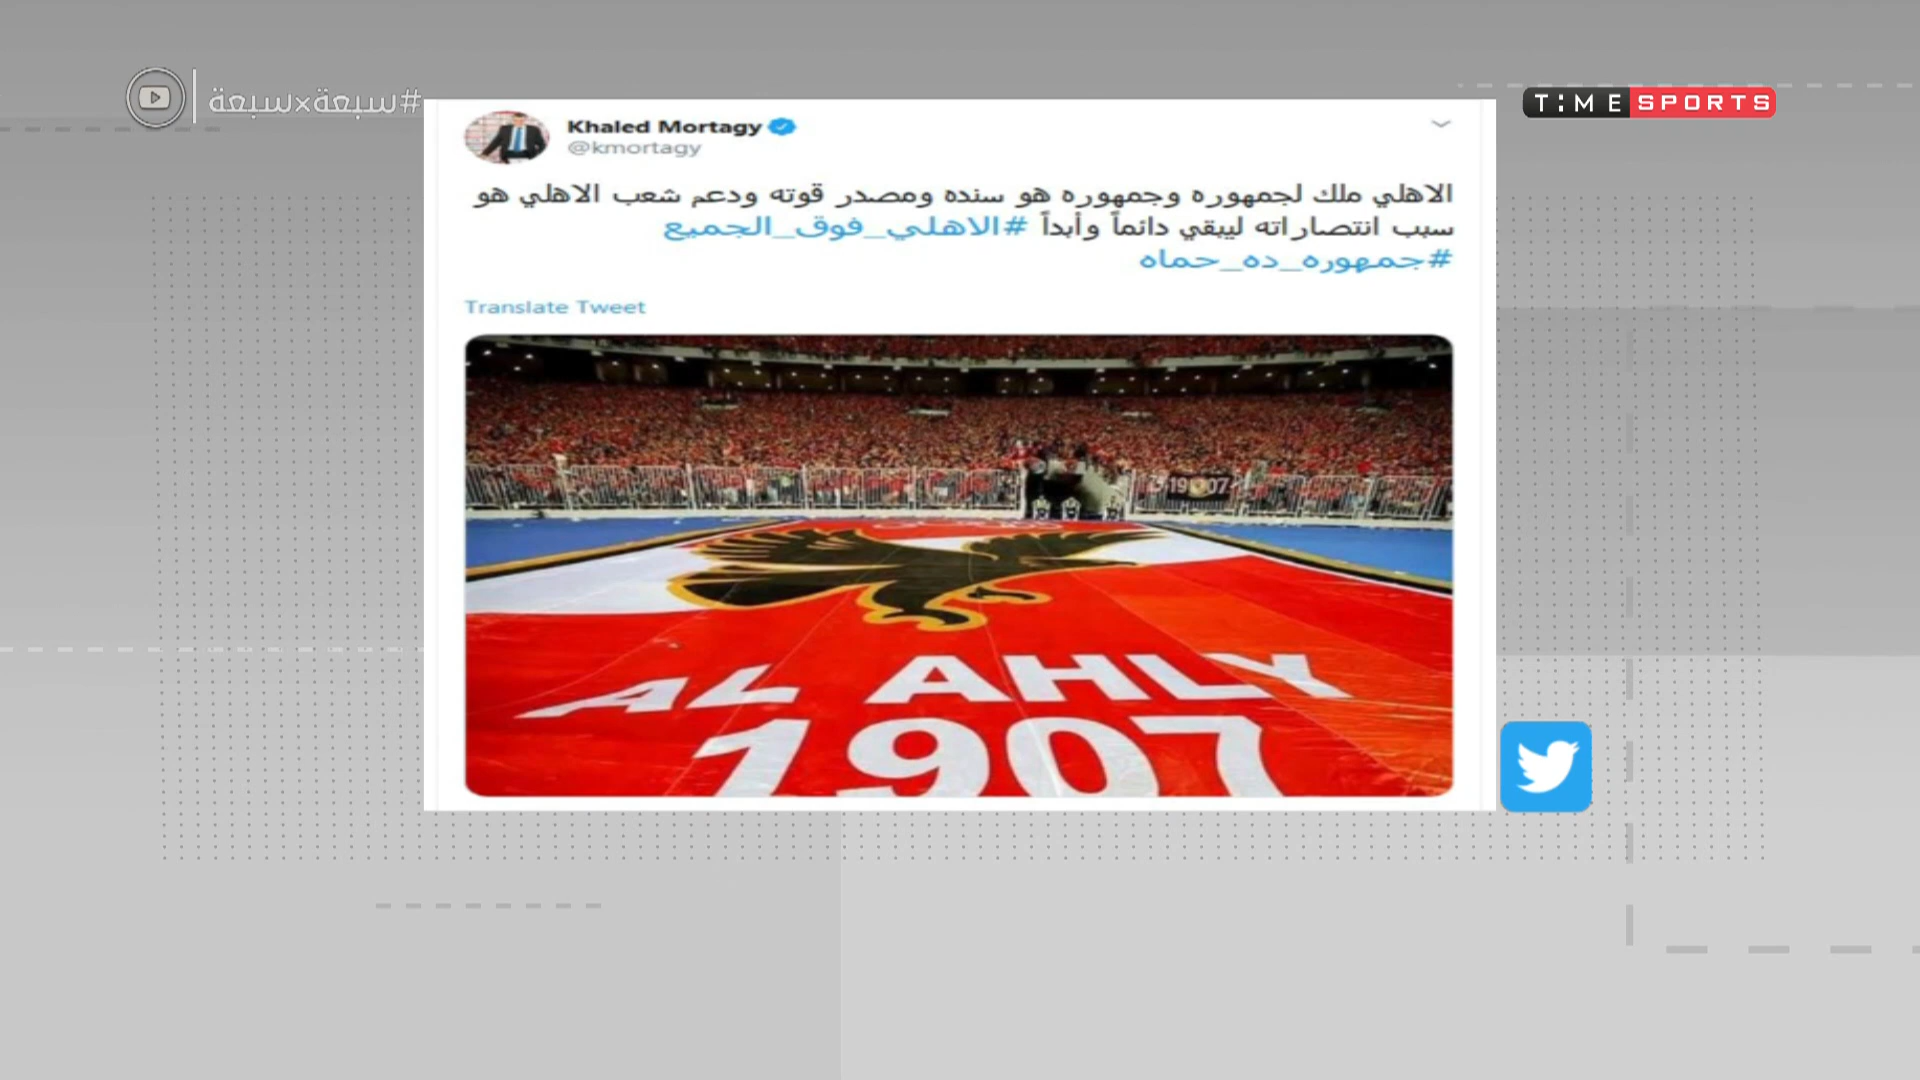 #سبعة×سبعة
TIME SPORTS
Khaled Mortagy
@kmortagy
الاهلي ملك لجمهوره وجمهوره هو سنده ومصدر قوته ودعم شعب الاهلي هو
سبب انتصاراته ليبقي دائماً وأبداً #الاهلي_فوق_الجميع
#جمهوره_ده_حماه
Translate Tweet
1907
AL AHLY
1907